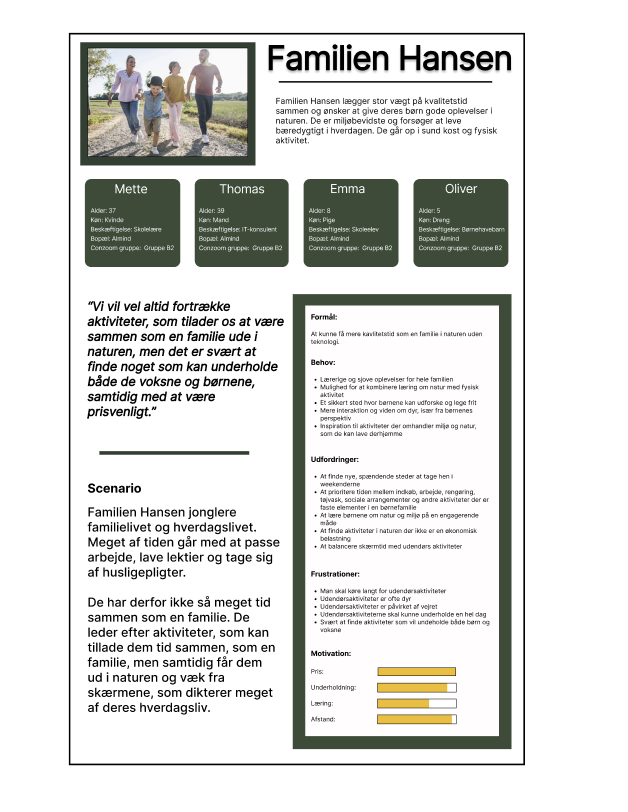 Familien Hansen
Familien Hansen lægger stor vægt på kvalitetstid
sammen og ønsker at give deres børn gode oplevelser i
naturen. De er miljøbevidste og forsøger at leve
bæredygtigt i hverdagen. De går op i sund kost og fysisk
aktivitet.
Mette
Alder: 37
Køn: Kvinde
Beskæftigelse: Skolelærer
Bopæl: Almind
Conzoom gruppe: Gruppe B2
Thomas
Alder: 39
Køn: Mand
Beskæftigelse: IT-konsulent
Bopæl: Almind
Conzoom gruppe: Gruppe B2
Emma
Alder: 8
Køn: Pige
Beskæftigelse: Skoleelev
Bopæl: Almind
Conzoom gruppe: Gruppe B2
Oliver
Alder: 5
Køn: Dreng
Beskæftigelse: Børnehavebarn
Bopæl: Almind
Conzoom gruppe: Gruppe B2
“Vi vil vel altid fortrække
aktiviteter, som tilader os at være
sammen som en familie ude i
naturen, men det er svært at
finde noget som kan underholde
både de voksne og børnene,
samtidig med at være
prisvenligt.”
Scenario
Familien Hansen jonglere
familielivet og hverdagslivet.
Meget af tiden går med at passe
arbejde, lave lektier og tage sig
af husligepligter.
De har derfor ikke så meget tid
sammen som en familie. De
leder efter aktiviteter, som kan
tillade dem tid sammen, som en
familie, men samtidig får dem
ud i naturen og væk fra
skærmene, som dikterer meget
af deres hverdagsliv.
Formål:
At kunne få mere kavlitetstid som en familie i naturen uden
teknologi.
Behov:
• Lærerige og sjove oplevelser for hele familien
• Mulighed for at kombinere læring om natur med fysisk
aktivitet
• Et sikkert sted hvor børnene kan udforske og lege frit
• Mere interaktion og viden om dyr, især fra børnenes
perspektiv
• Inspiration til aktiviteter der omhandler miljø og natur,
som de kan lave derhjemme
Udfordringer:
• At finde nye, spændende steder at tage hen i
weekenderne
• At prioritere tiden mellem indkøb, arbejde, rengøring,
tøjvask, sociale arrangementer og andre aktiviteter der er
faste elementer i en børnefamilie
• At lære børnene om natur og miljø på en engagerende
måde
• At finde aktiviteter i naturen der ikke er en økonomisk
belastning
• At balancere skærmtid med udendørs aktiviteter
Frustrationer:
• Man skal køre langt for udendørsaktiviteter
• Udendørsaktiviteter er ofte dyr
• Udendørsaktiviteter er påvirket af vejret
• Udendørsaktiviteterne skal kunne underholde en hel dag
• Svært at finde aktiviteter som vil undeholde både børn og
voksne
Motivation:
Pris:
Underholdning:
Læring:
Afstand: